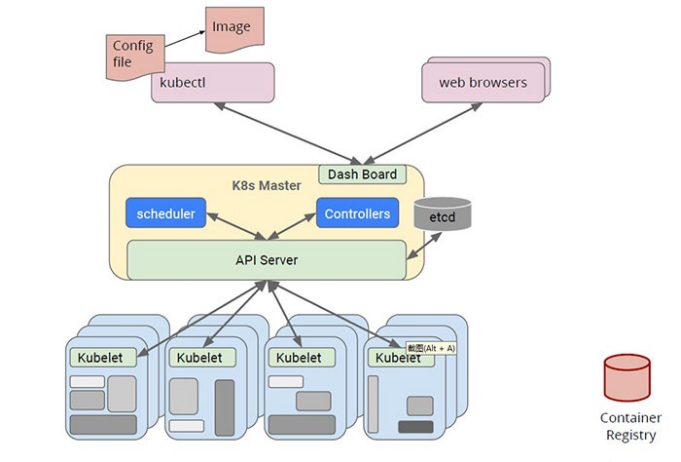 Image
Config
file
kubectl
web browsers
Dash Board
K8s Master
scheduler
Controllers
etcd
API Server
Kubelet
Kubelet
Kubelet
Kubelet
截图(Alt + A)
Container
Registry